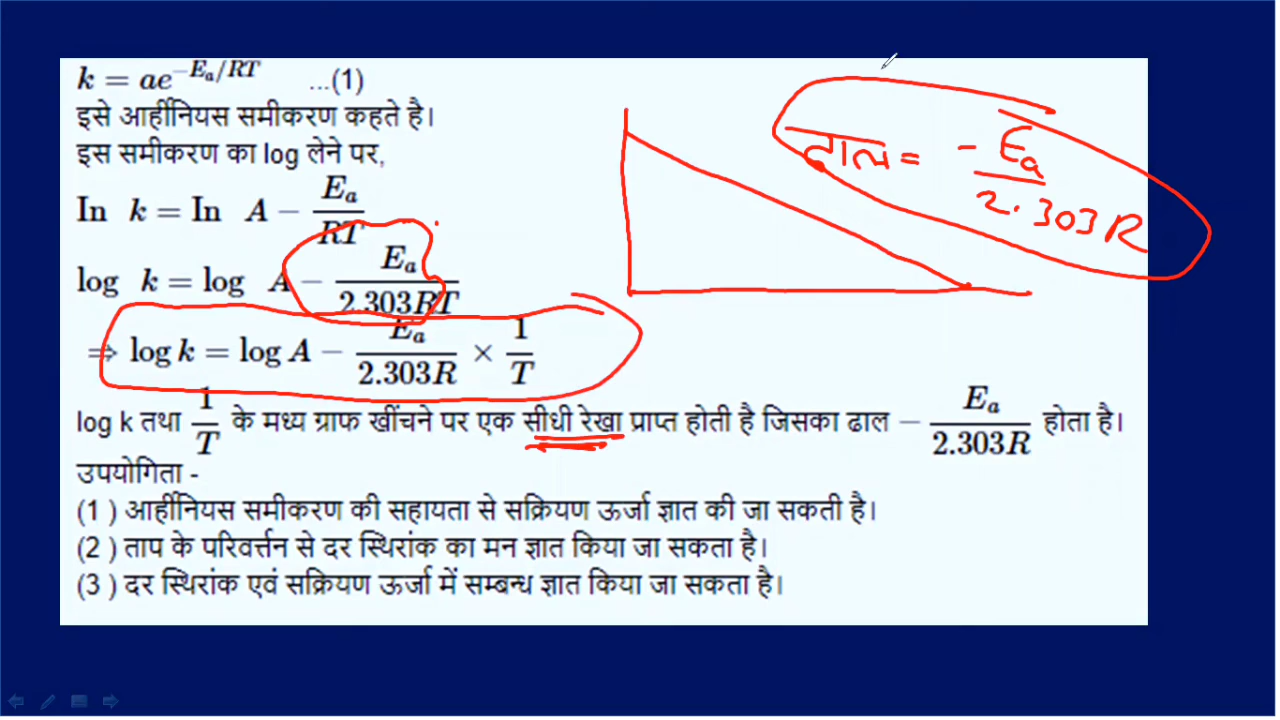 k = ae^{-E_a/RT} ...(1)
इसे आर्हीनियस समीकरण कहते है।
इस समीकरण का log लेने पर,
In k = In A − E_a/RT
log k = log A − E_a/2.303RT
⇒ log k = log A − E_a/2.303R × 1/T
log k तथा 1/T के मध्य ग्राफ खींचने पर एक सीधी रेखा प्राप्त होती है जिसका ढाल − E_a/2.303R होता है।
उपयोगिता -
(1 ) आर्हीनियस समीकरण की सहायता से सक्रियण ऊर्जा ज्ञात की जा सकती है।
(2 ) ताप के परिवर्त्तन से दर स्थिरांक का मन ज्ञात किया जा सकता है।
(3 ) दर स्थिरांक एवं सक्रियण ऊर्जा में सम्बन्ध ज्ञात किया जा सकता है।
ढाल = -E_a/2.303R